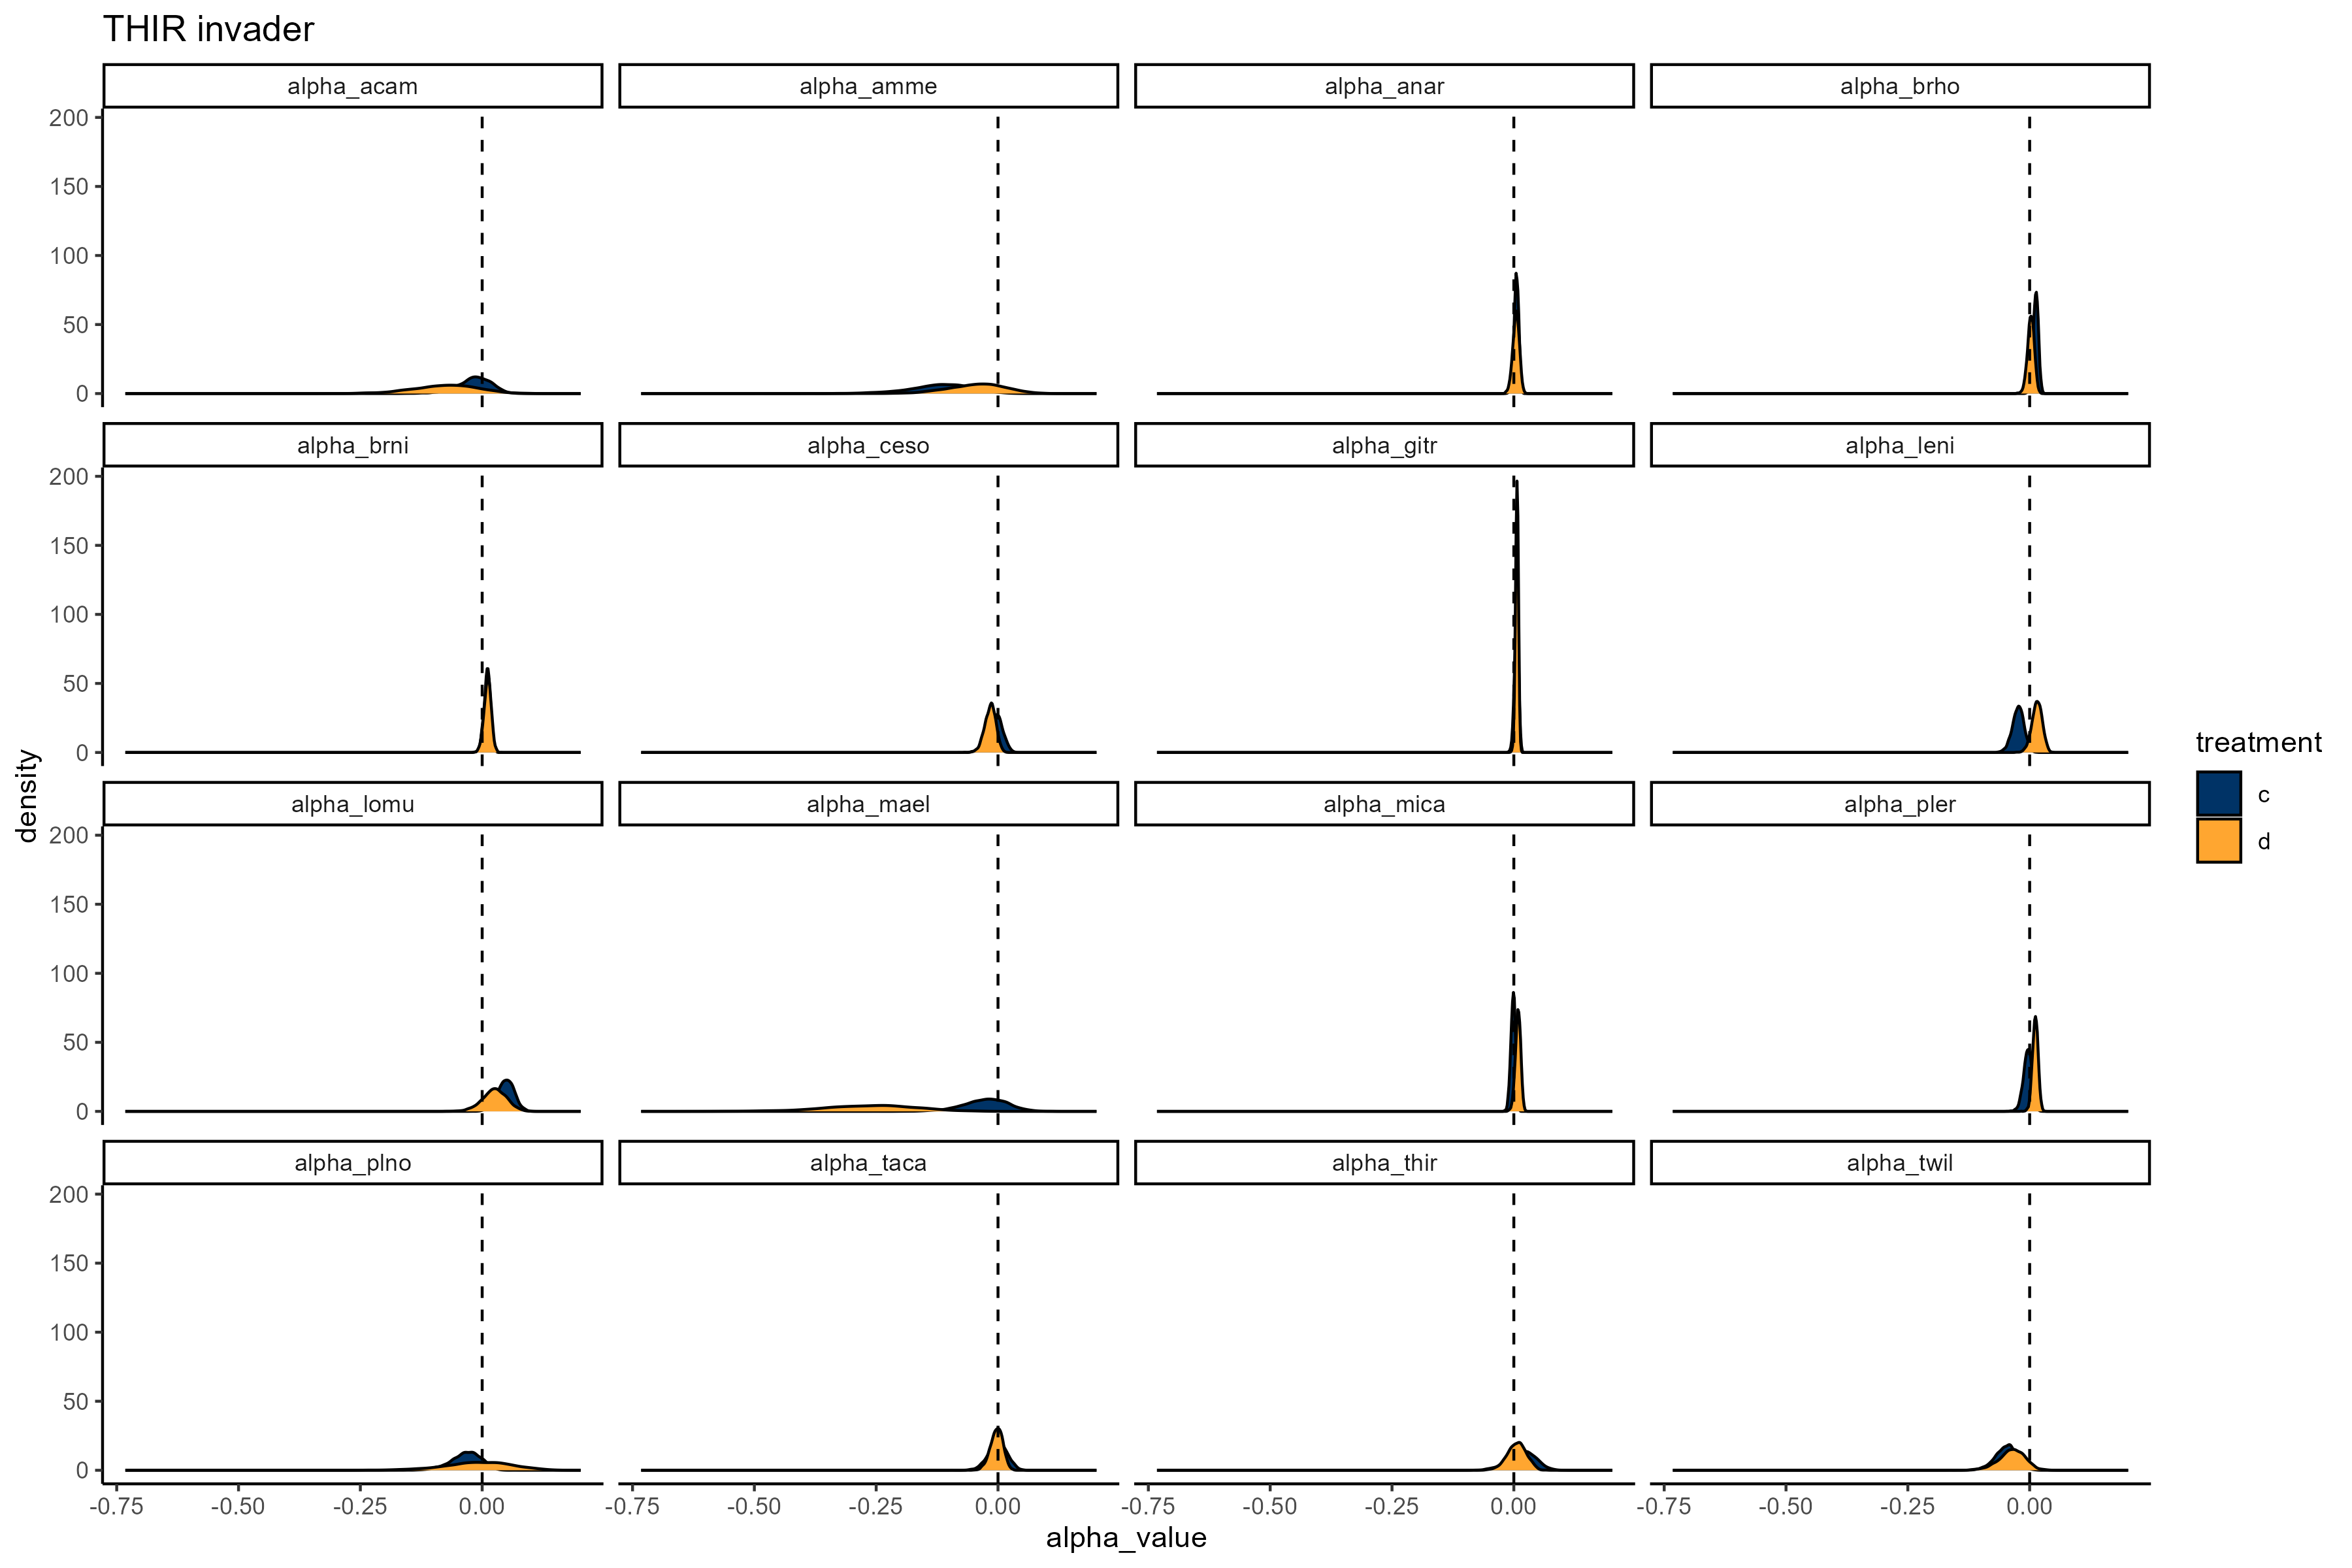 THIR invader
alpha_acam alpha_amme alpha_anar alpha_brho
200
150
100
50
0
alpha_brni alpha_ceso alpha_gitr alpha_leni
200
150
100
50
0
alpha_lomu alpha_mael alpha_mica alpha_pler
200
150
100
50
0
alpha_plno alpha_taca alpha_thir alpha_twil
200
150
100
50
0
-0.75 -0.50 -0.25 0.00 -0.75 -0.50 -0.25 0.00 -0.75 -0.50 -0.25 0.00 -0.75 -0.50 -0.25 0.00
alpha_value
density
treatment
c
d